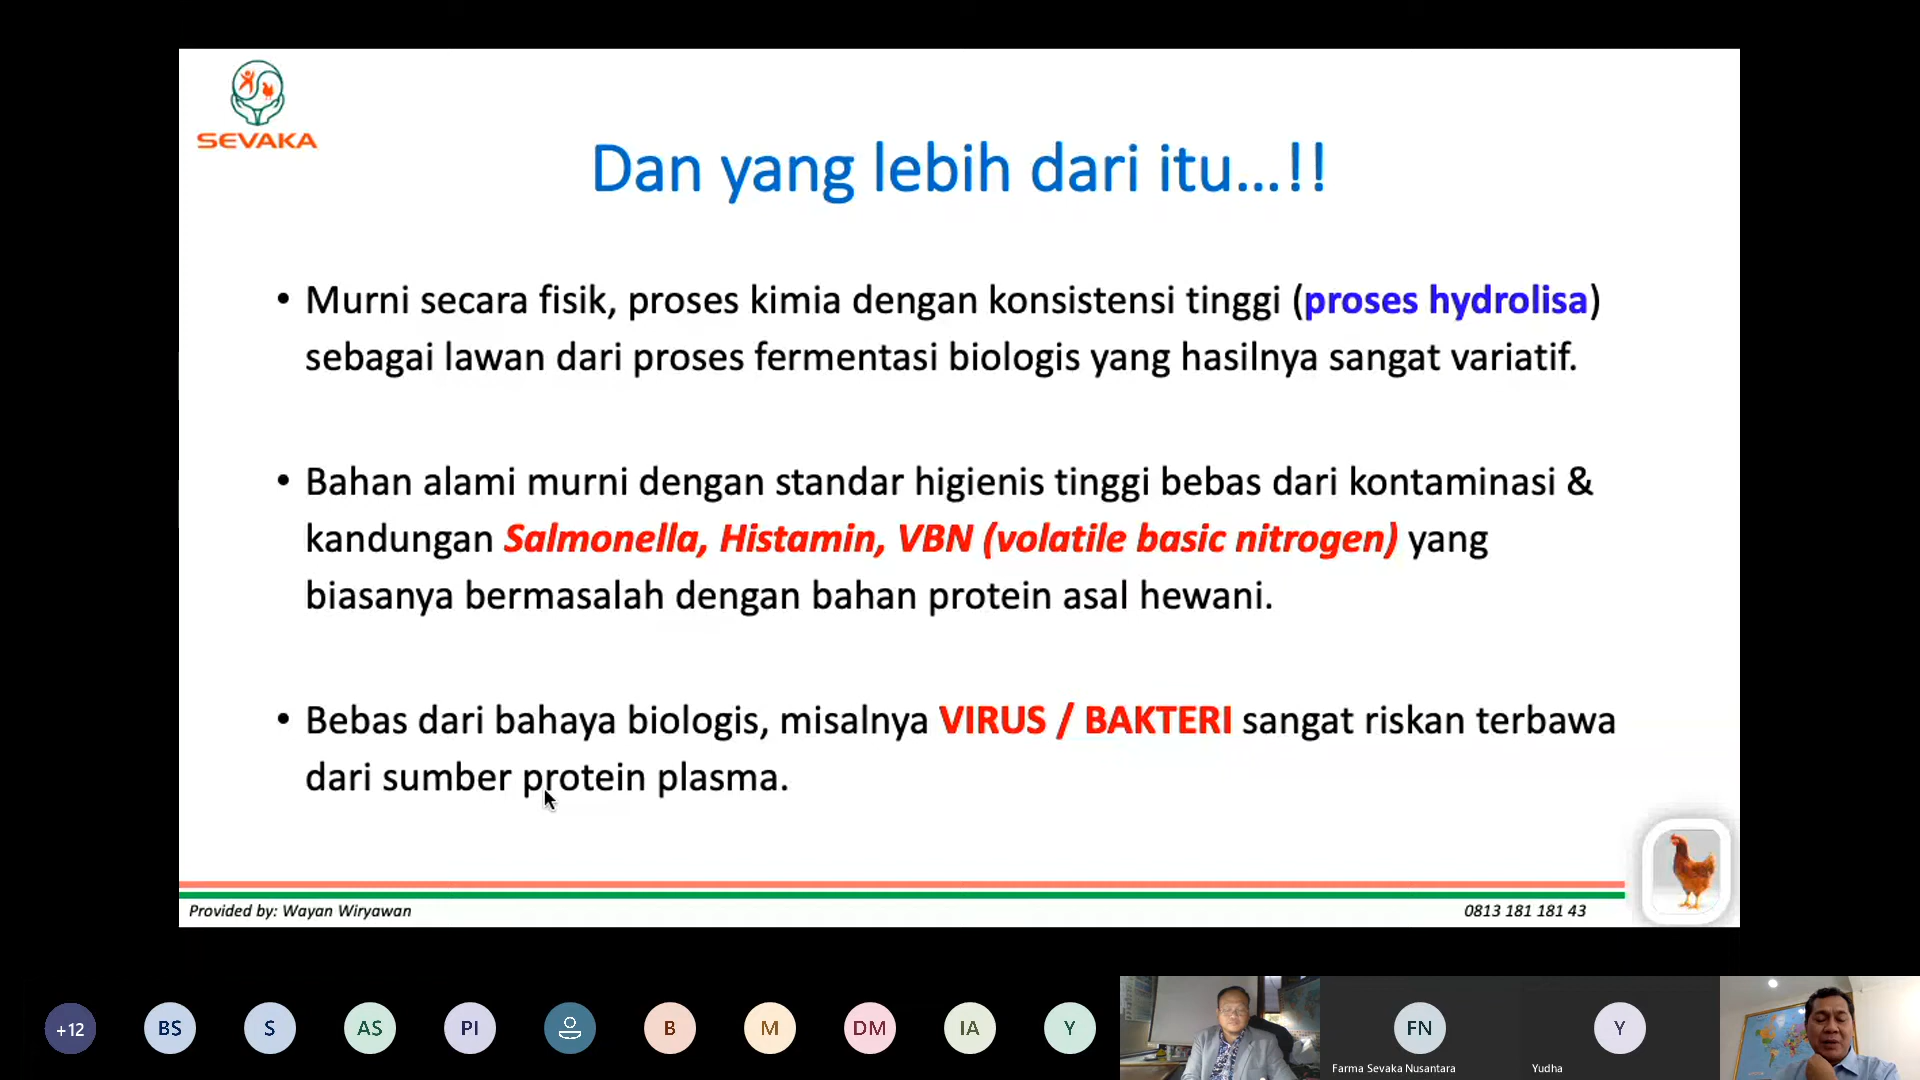 SEVAKA
Dan yang lebih dari itu...!!
• Murni secara fisik, proses kimia dengan konsistensi tinggi (proses hydrolisa)
sebagai lawan dari proses fermentasi biologis yang hasilnya sangat variatif.
• Bahan alami murni dengan standar higienis tinggi bebas dari kontaminasi &
kandungan Salmonella, Histamin, VBN (volatile basic nitrogen) yang
biasanya bermasalah dengan bahan protein asal hewani.
• Bebas dari bahaya biologis, misalnya VIRUS / BAKTERI sangat riskan terbawa
dari sumber protein plasma.
Provided by: Wayan Wiryawan
0813 181 181 43
+12
BS
S
AS
PI
B
M
DM
IA
Y
FN
Farma Sevaka Nusantara
Y
Yudha